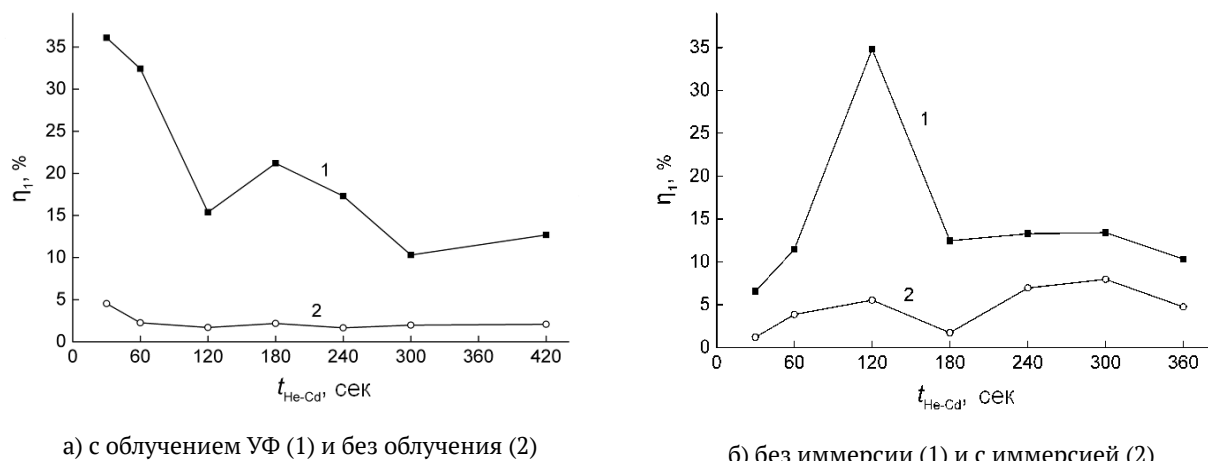 35
30
25
20
15
10
5
0
η₁, %
1
2
0 60 120 180 240 300 360 420
t He-Cd, сек
а) с облучением УФ (1) и без облучения (2)
35
30
25
20
15
10
5
0
η₁, %
1
2
0 60 120 180 240 300 360
t He-Cd, сек
б) без иммерсии (1) и с иммерсией (2)